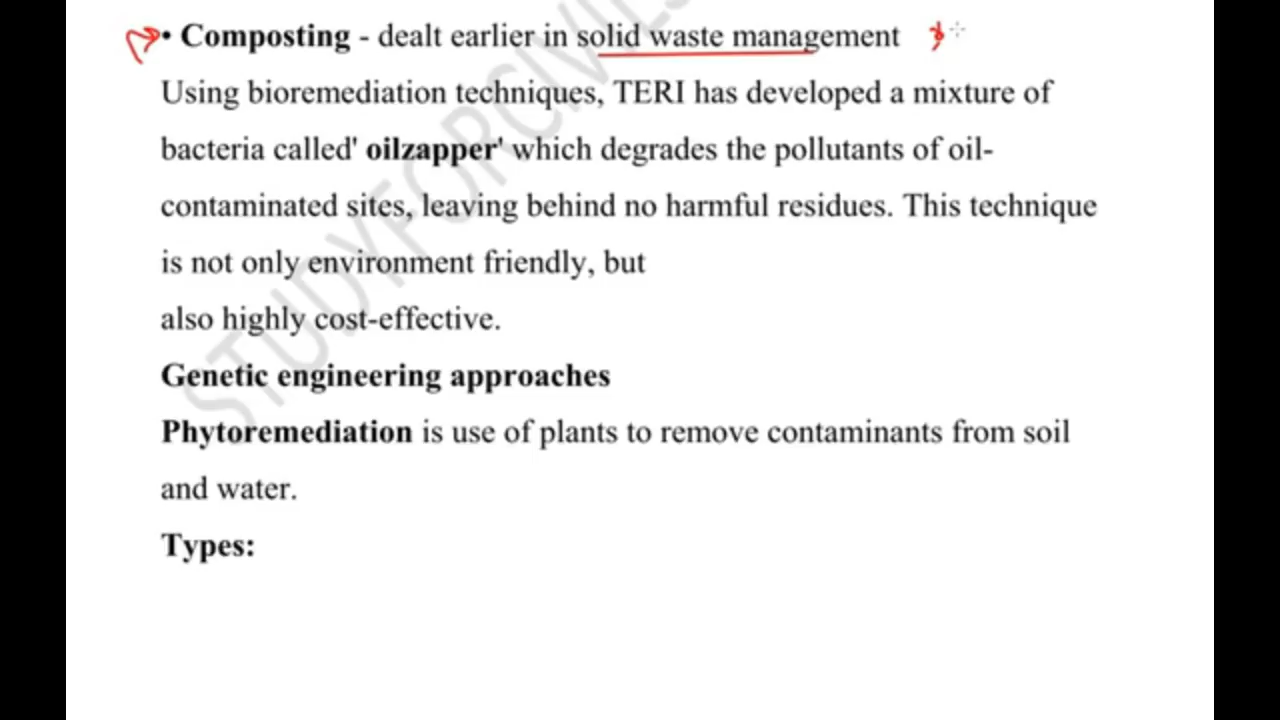 • Composting - dealt earlier in solid waste management
Using bioremediation techniques, TERI has developed a mixture of
bacteria called' oilzapper' which degrades the pollutants of oil-
contaminated sites, leaving behind no harmful residues. This technique
is not only environment friendly, but
also highly cost-effective.
Genetic engineering approaches
Phytoremediation is use of plants to remove contaminants from soil
and water.
Types:
STUDYFORCIVILS